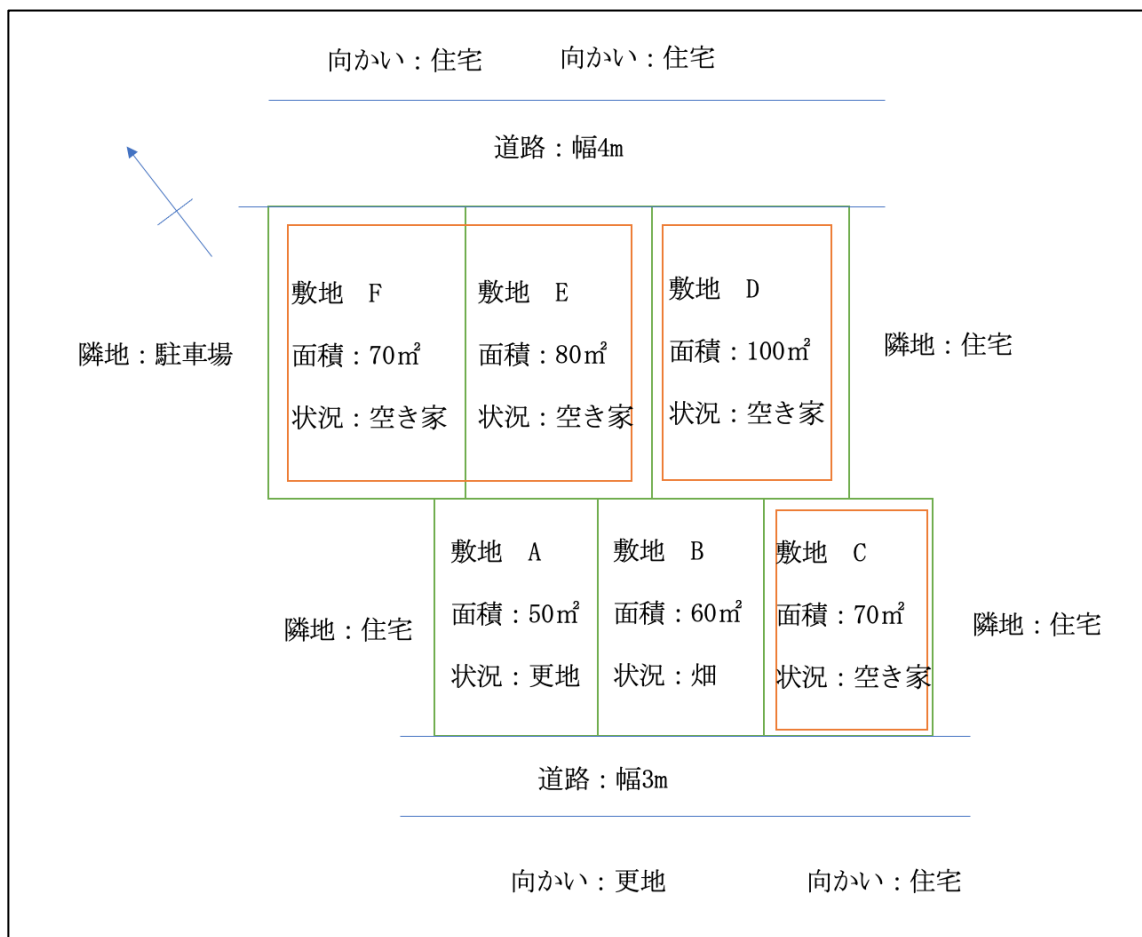 向かい：住宅　向かい：住宅
道路：幅4m
敷地　F
面積：70㎡
状況：空き家
敷地　E
面積：80㎡
状況：空き家
敷地　D
面積：100㎡
状況：空き家
隣地：駐車場
隣地：住宅
敷地　A
面積：50㎡
状況：更地
敷地　B
面積：60㎡
状況：畑
敷地　C
面積：70㎡
状況：空き家
隣地：住宅
隣地：住宅
道路：幅3m
向かい：更地　向かい：住宅